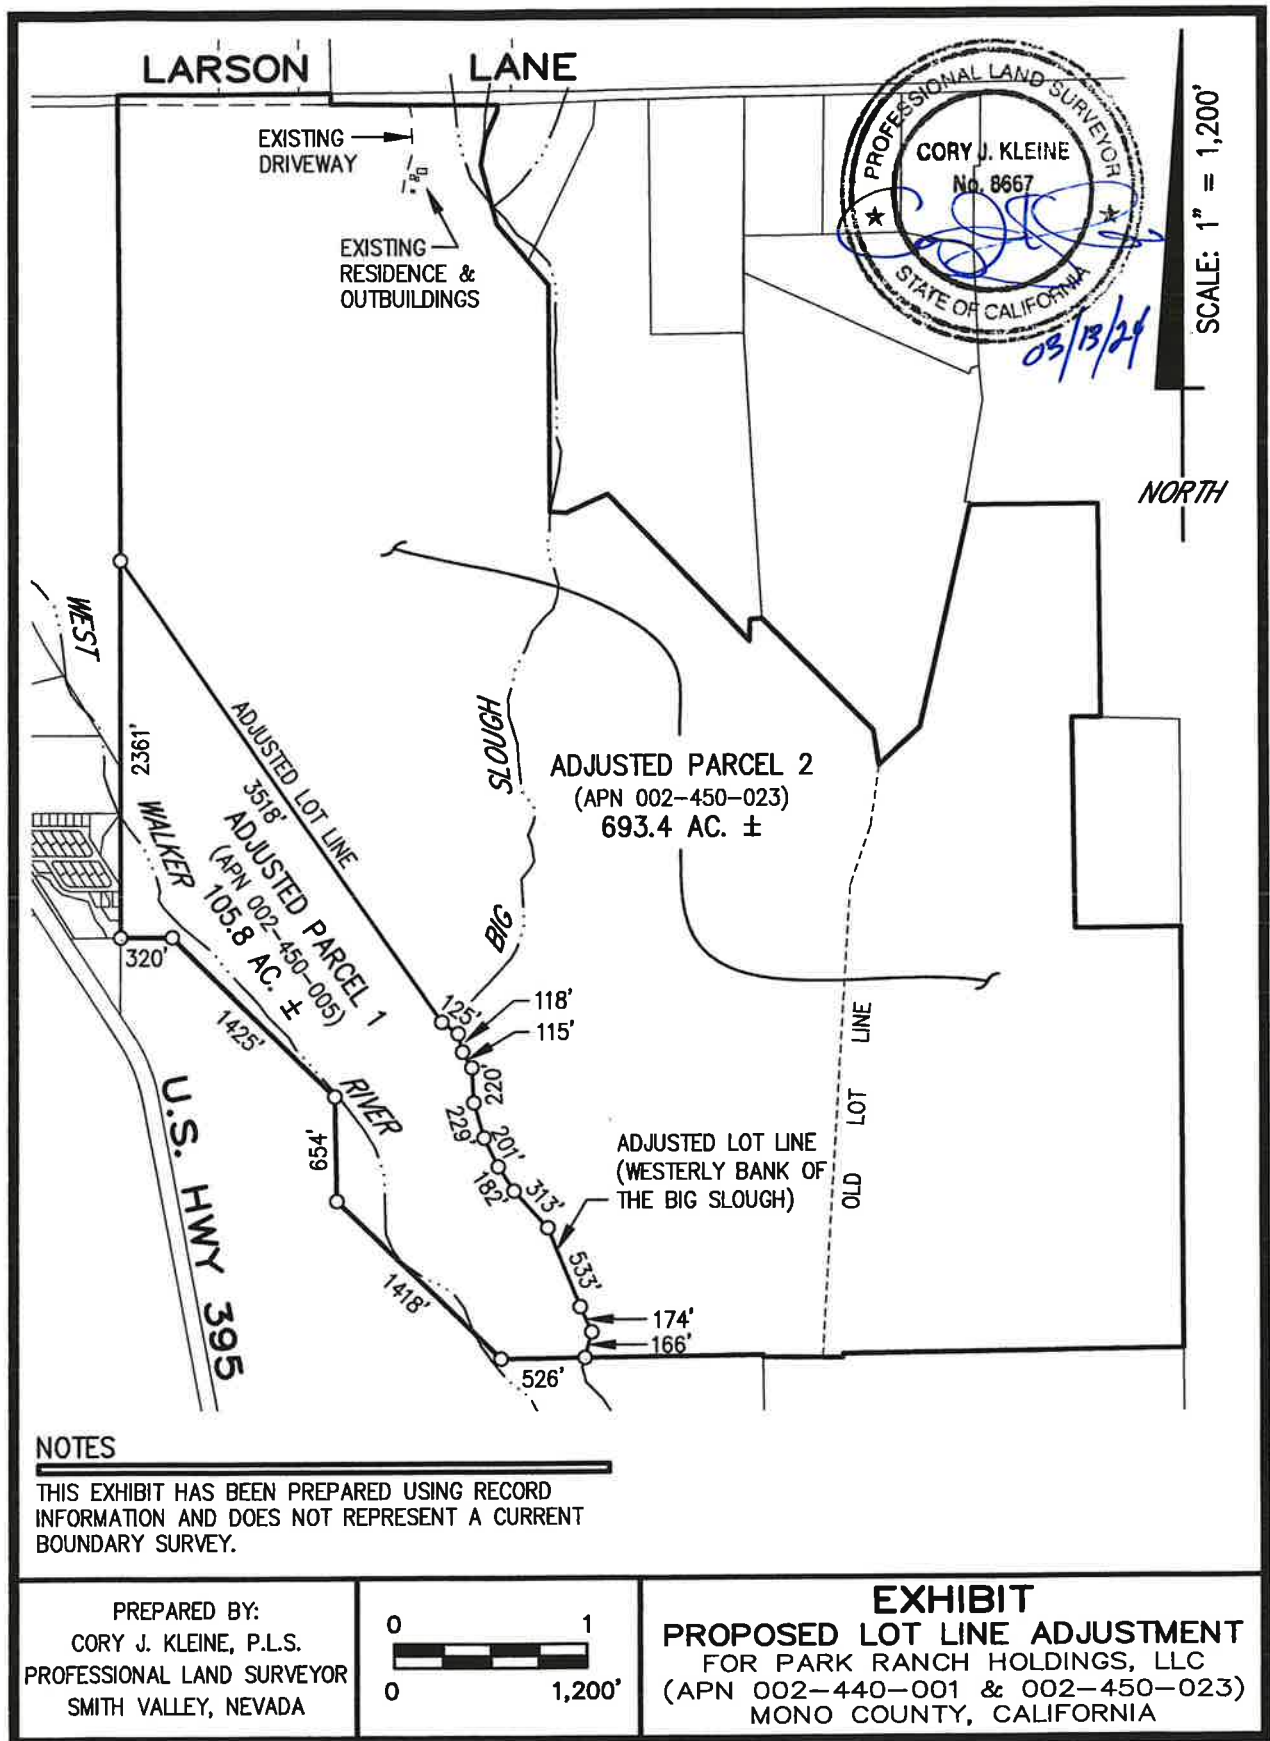 LARSON LANE
EXISTING
DRIVEWAY
EXISTING
RESIDENCE &
OUTBUILDINGS
PROFESSIONAL LAND SURVEYOR
CORY J. KLEINE
No. 8667
STATE OF CALIFORNIA
03/13/24
SCALE: 1" = 1,200'
NORTH
WEST
WALKER
RIVER
2361'
ADJUSTED LOT LINE
3518'
ADJUSTED PARCEL 1
(APN 002-450-005)
105.8 AC. ±
BIG
SLOUGH
ADJUSTED PARCEL 2
(APN 002-450-023)
693.4 AC. ±
320'
1425'
654'
1418'
526'
125'
118'
115'
220'
229'
201'
182'
313'
533'
174'
166'
ADJUSTED LOT LINE
(WESTERLY BANK OF
THE BIG SLOUGH)
OLD LOT LINE
U.S. HWY 395
NOTES
THIS EXHIBIT HAS BEEN PREPARED USING RECORD
INFORMATION AND DOES NOT REPRESENT A CURRENT
BOUNDARY SURVEY.
PREPARED BY:
CORY J. KLEINE, P.L.S.
PROFESSIONAL LAND SURVEYOR
SMITH VALLEY, NEVADA
0 1
0 1,200'
EXHIBIT
PROPOSED LOT LINE ADJUSTMENT
FOR PARK RANCH HOLDINGS, LLC
(APN 002-440-001 & 002-450-023)
MONO COUNTY, CALIFORNIA